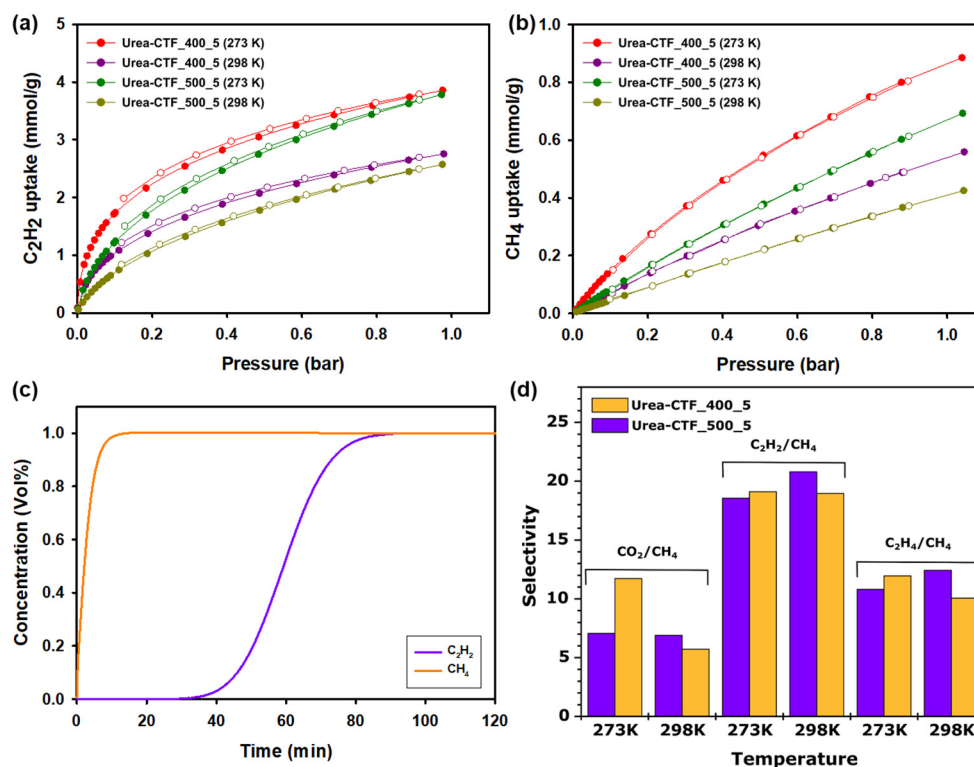 (a)
C2H2 uptake (mmol/g)
5
4
3
2
1
0
Urea-CTF_400_5 (273 K)
Urea-CTF_400_5 (298 K)
Urea-CTF_500_5 (273 K)
Urea-CTF_500_5 (298 K)
0.0 0.2 0.4 0.6 0.8 1.0
Pressure (bar)
(b)
CH4 uptake (mmol/g)
1.0
0.8
0.6
0.4
0.2
0.0
Urea-CTF_400_5 (273 K)
Urea-CTF_400_5 (298 K)
Urea-CTF_500_5 (273 K)
Urea-CTF_500_5 (298 K)
0.0 0.2 0.4 0.6 0.8 1.0
Pressure (bar)
(c)
Concentration (Vol%)
1.0
0.8
0.6
0.4
0.2
0.0
C2H2
CH4
0 20 40 60 80 100 120
Time (min)
(d)
Selectivity
25
20
15
10
5
0
Urea-CTF_400_5
Urea-CTF_500_5
C2H2/CH4
CO2/CH4
C2H4/CH4
273K 298K 273K 298K 273K 298K
Temperature